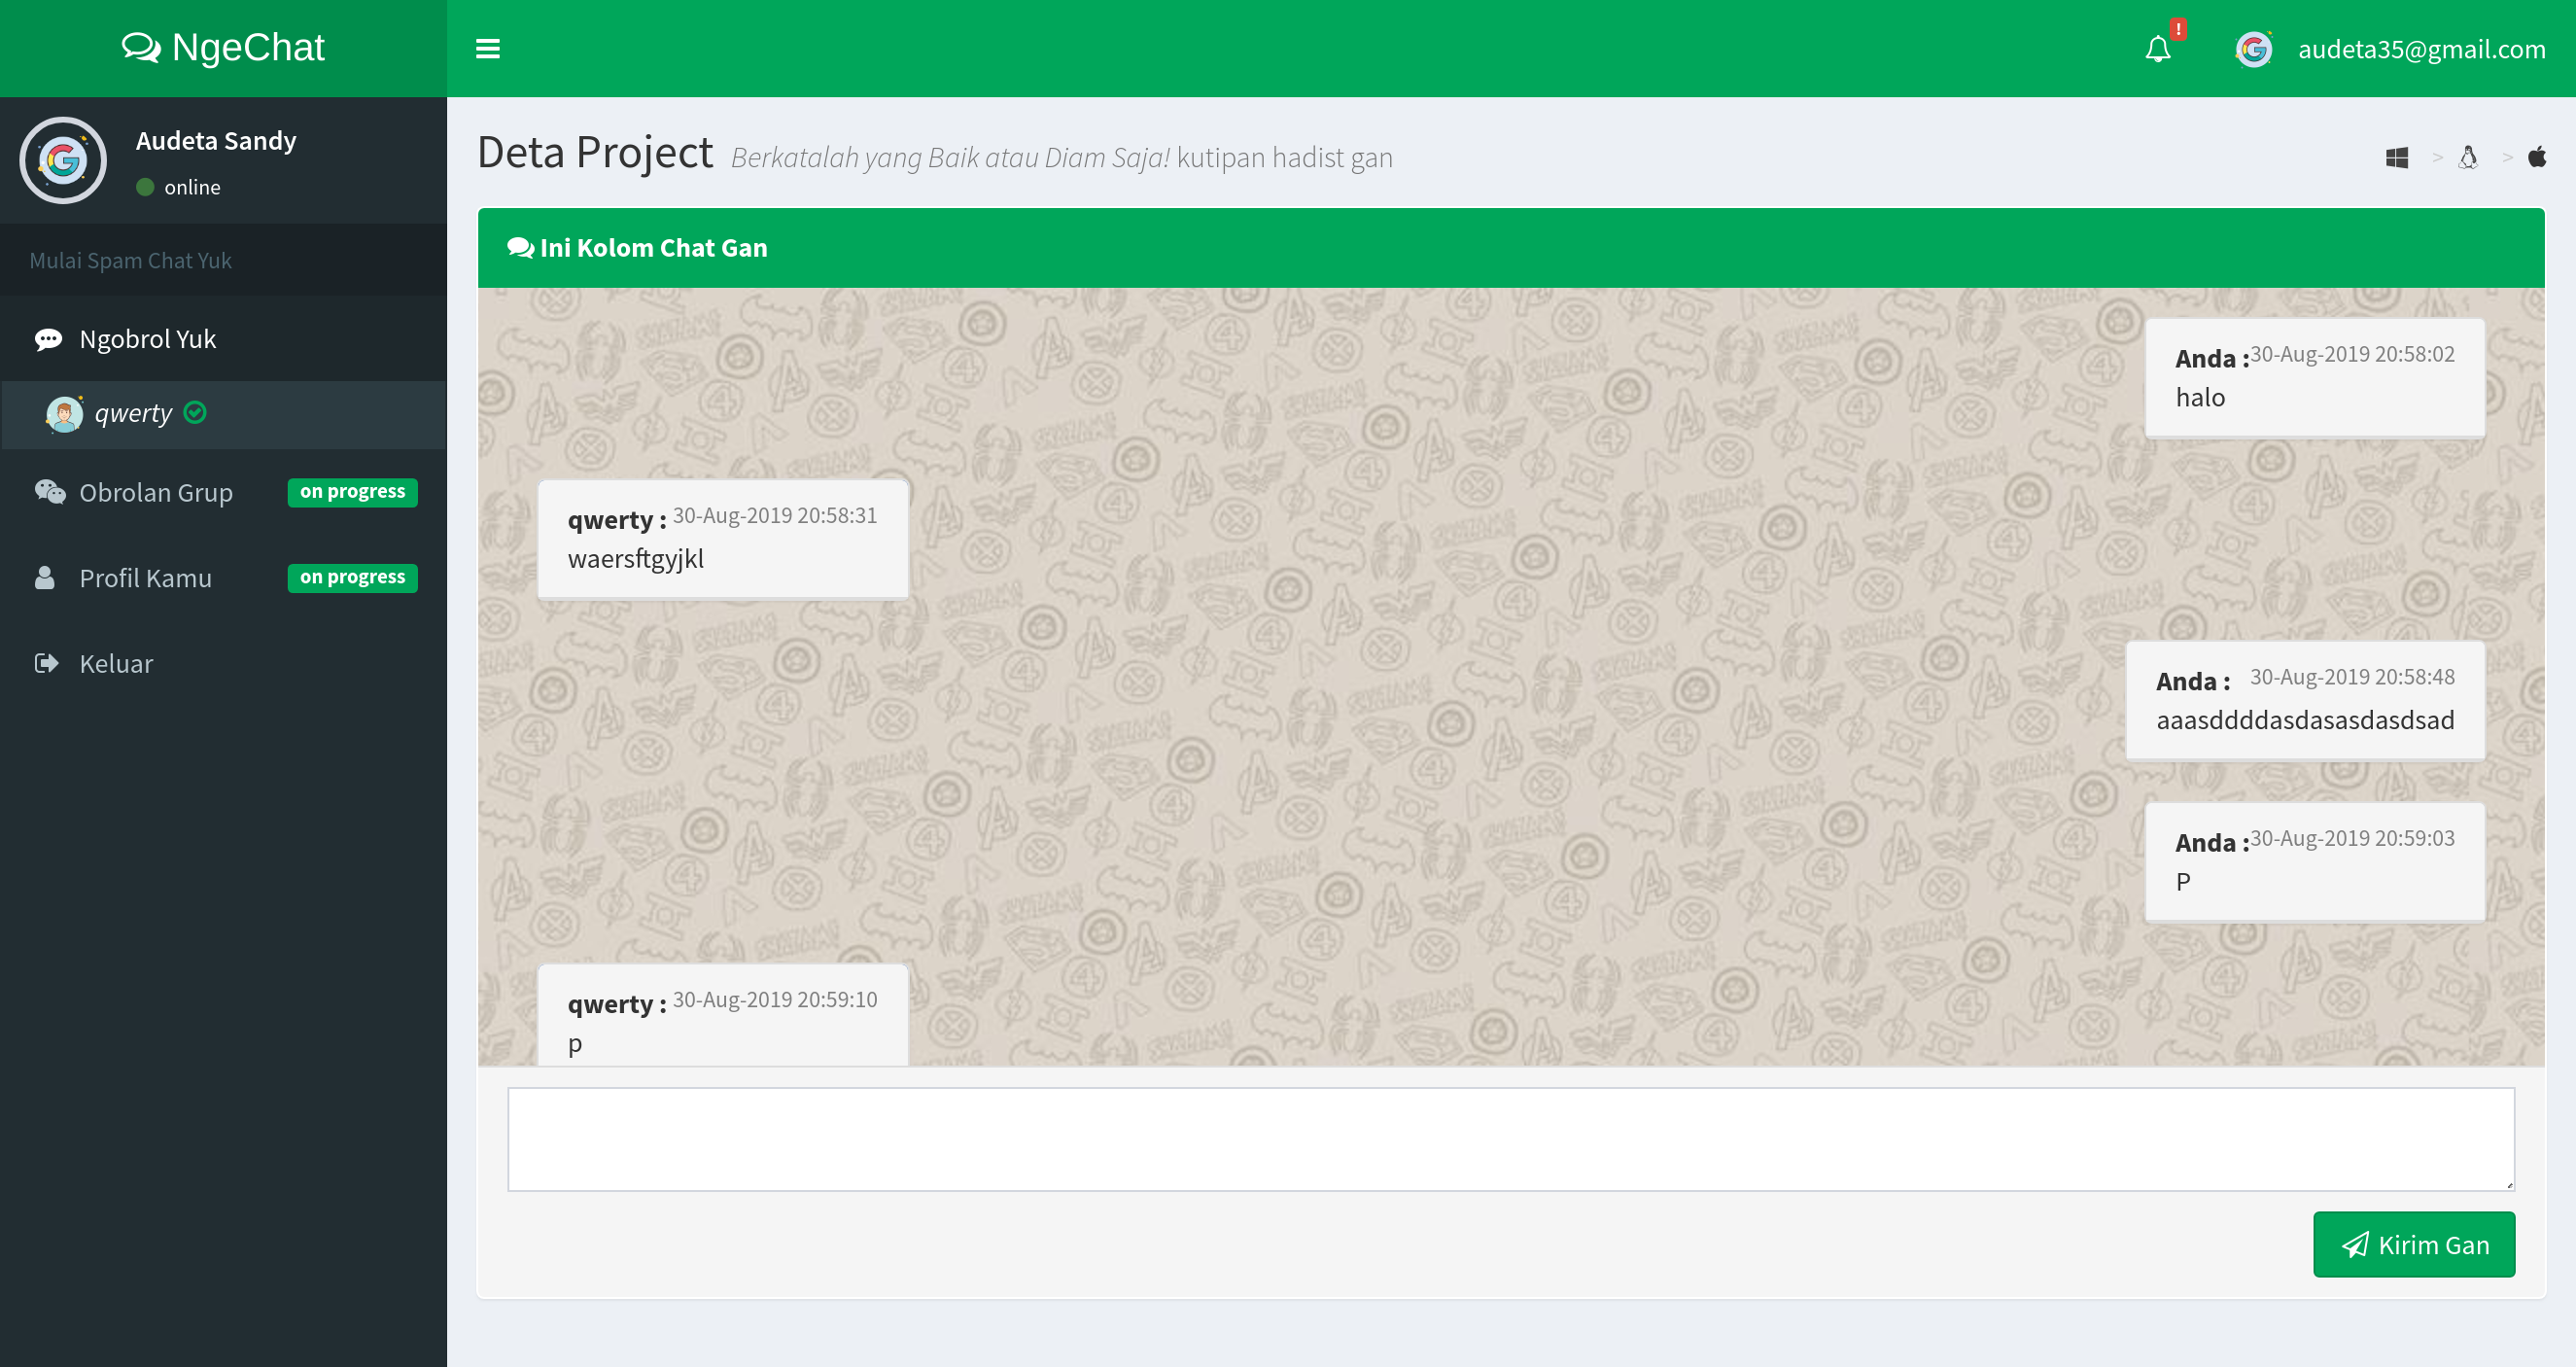 NgeChat
!
audeta35@gmail.com
Audeta Sandy
online
Mulai Spam Chat Yuk
Ngobrol Yuk
qwerty
Obrolan Grup on progress
Profil Kamu on progress
Keluar
Deta Project Berkatalah yang Baik atau Diam Saja! kutipan hadist gan
> >
Ini Kolom Chat Gan
Anda :30-Aug-2019 20:58:02
halo
qwerty : 30-Aug-2019 20:58:31
waersftgyjkl
Anda : 30-Aug-2019 20:58:48
aaasddddasdasasdasdsad
Anda :30-Aug-2019 20:59:03
P
qwerty : 30-Aug-2019 20:59:10
p
Kirim Gan